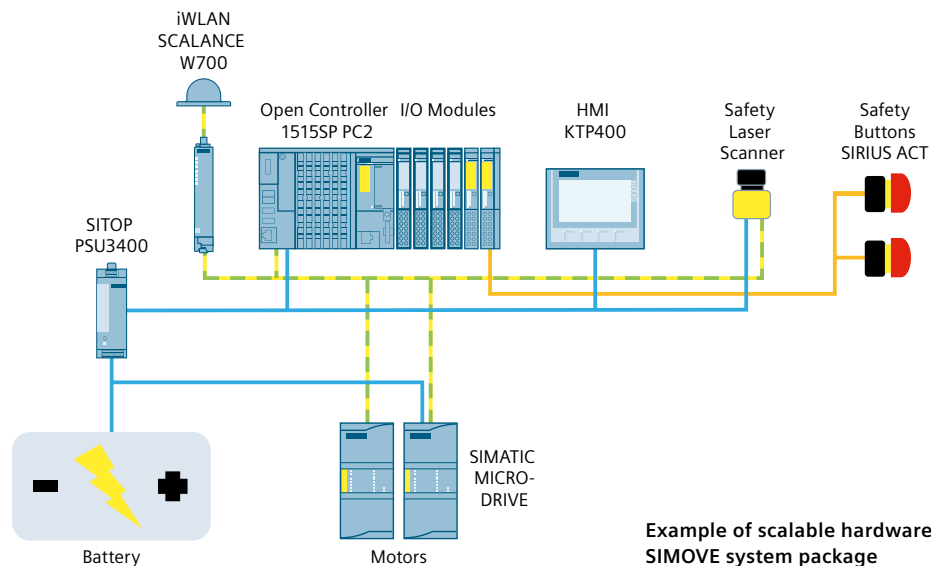 iWLAN
SCALANCE
W700
Open Controller
1515SP PC2
I/O Modules
HMI
KTP400
Safety
Laser
Scanner
Safety
Buttons
SIRIUS ACT
SITOP
PSU3400
SIMATIC
MICRO-
DRIVE
Battery
Motors
Example of scalable hardware
SIMOVE system package